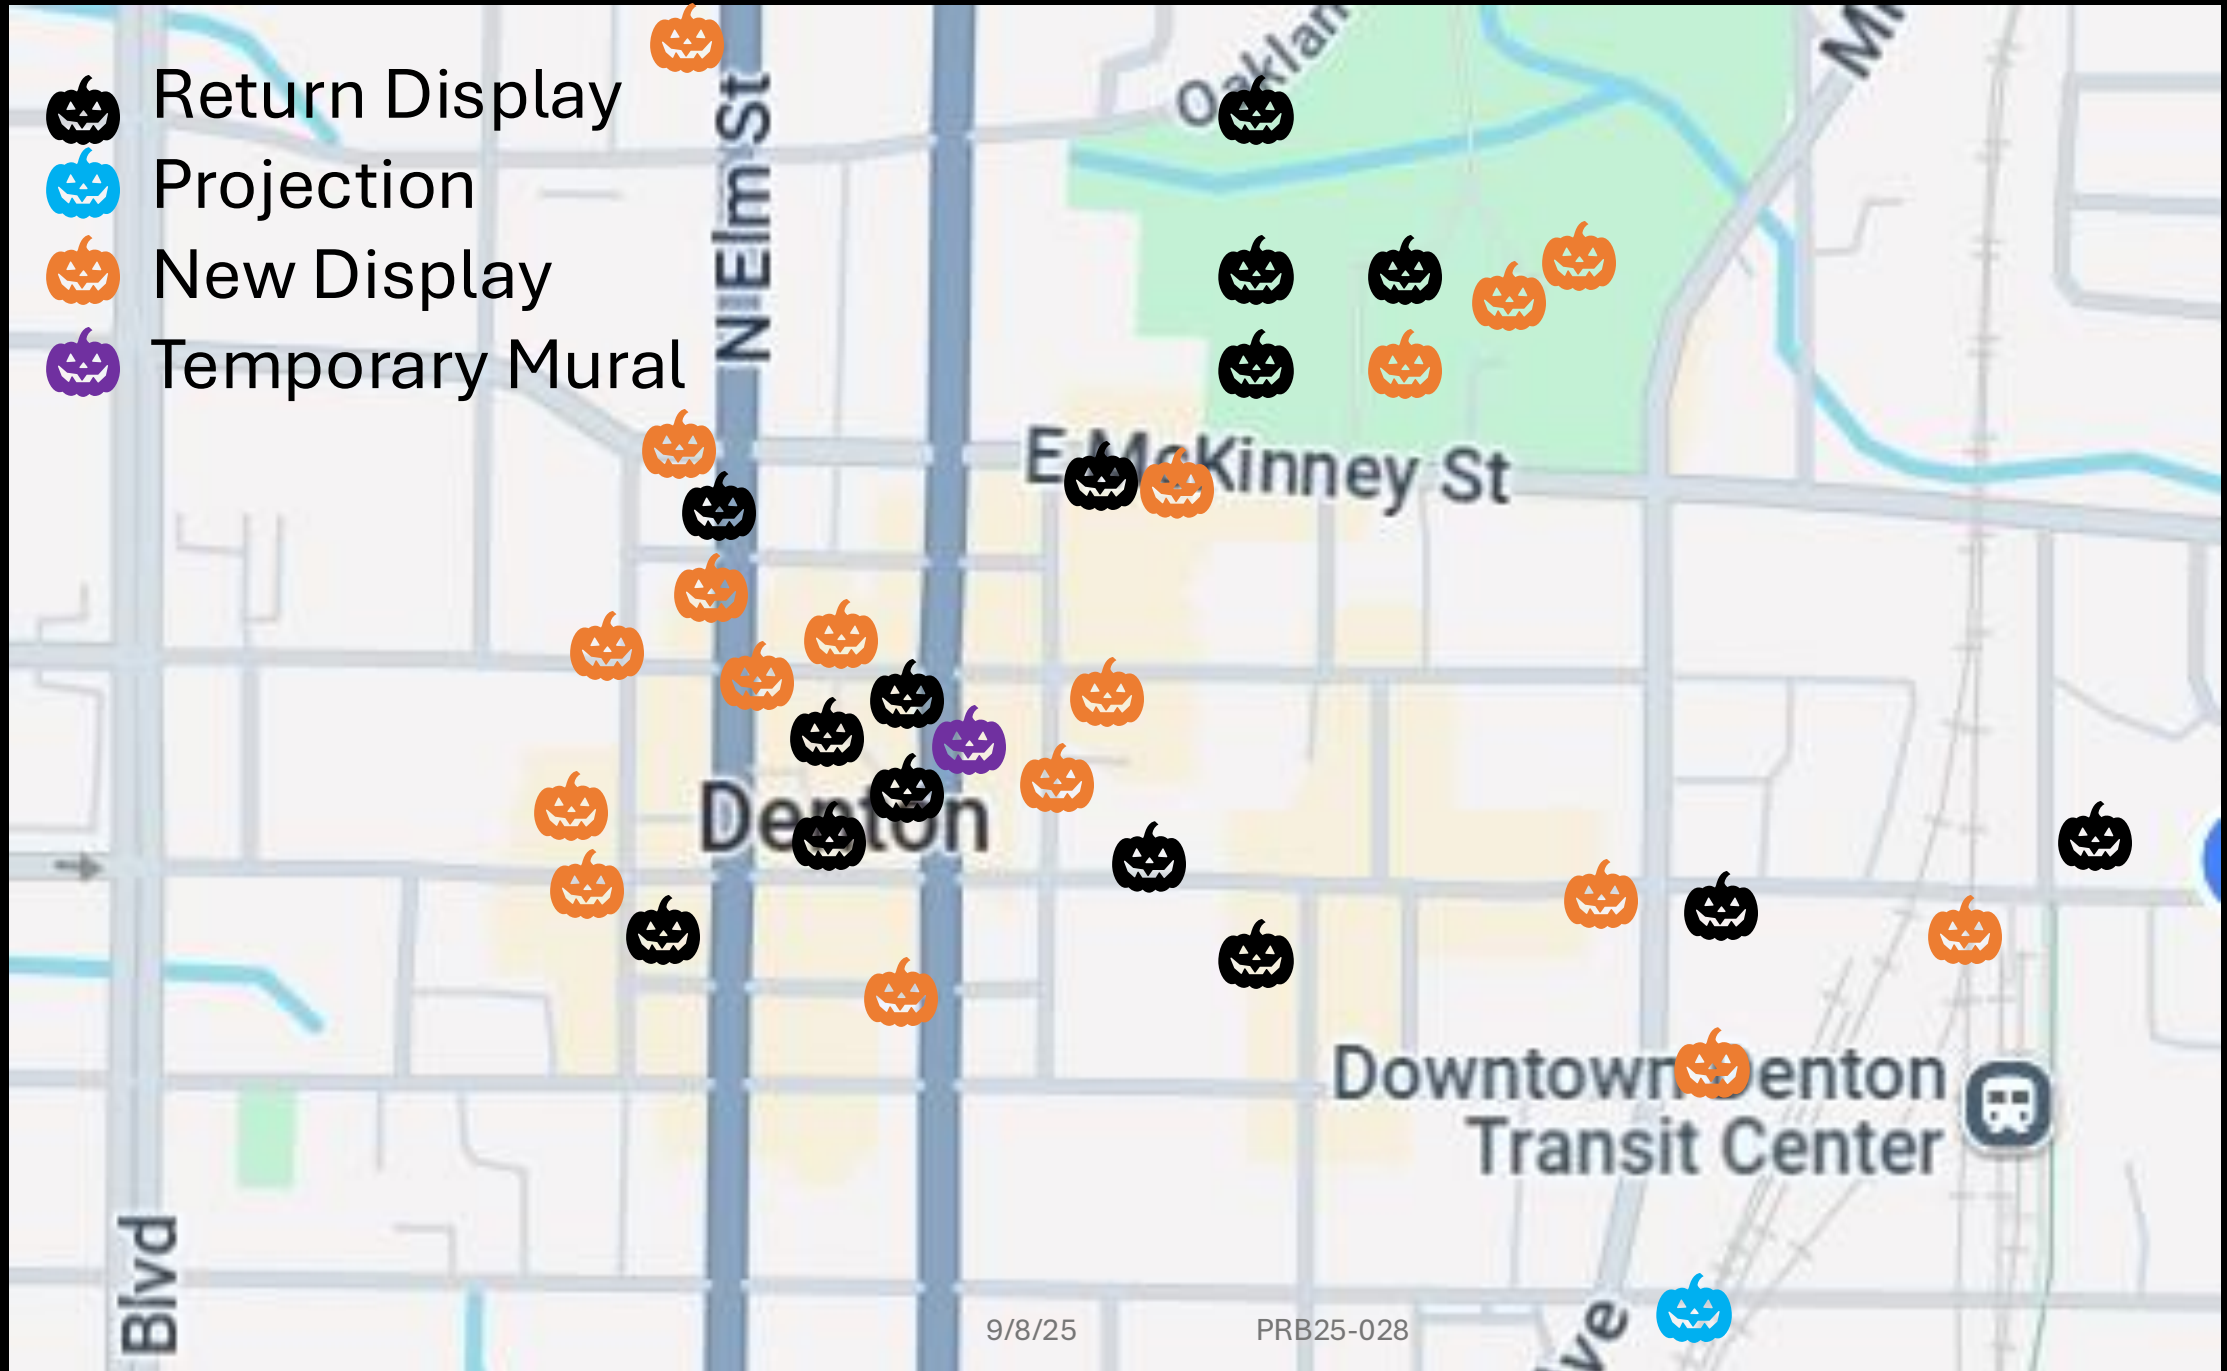 Return Display
Projection
New Display
Temporary Mural
N Elm St
Oaklan
E McKinney St
Denton
Downtown Denton
Transit Center
Blvd
9/8/25
PRB25-028